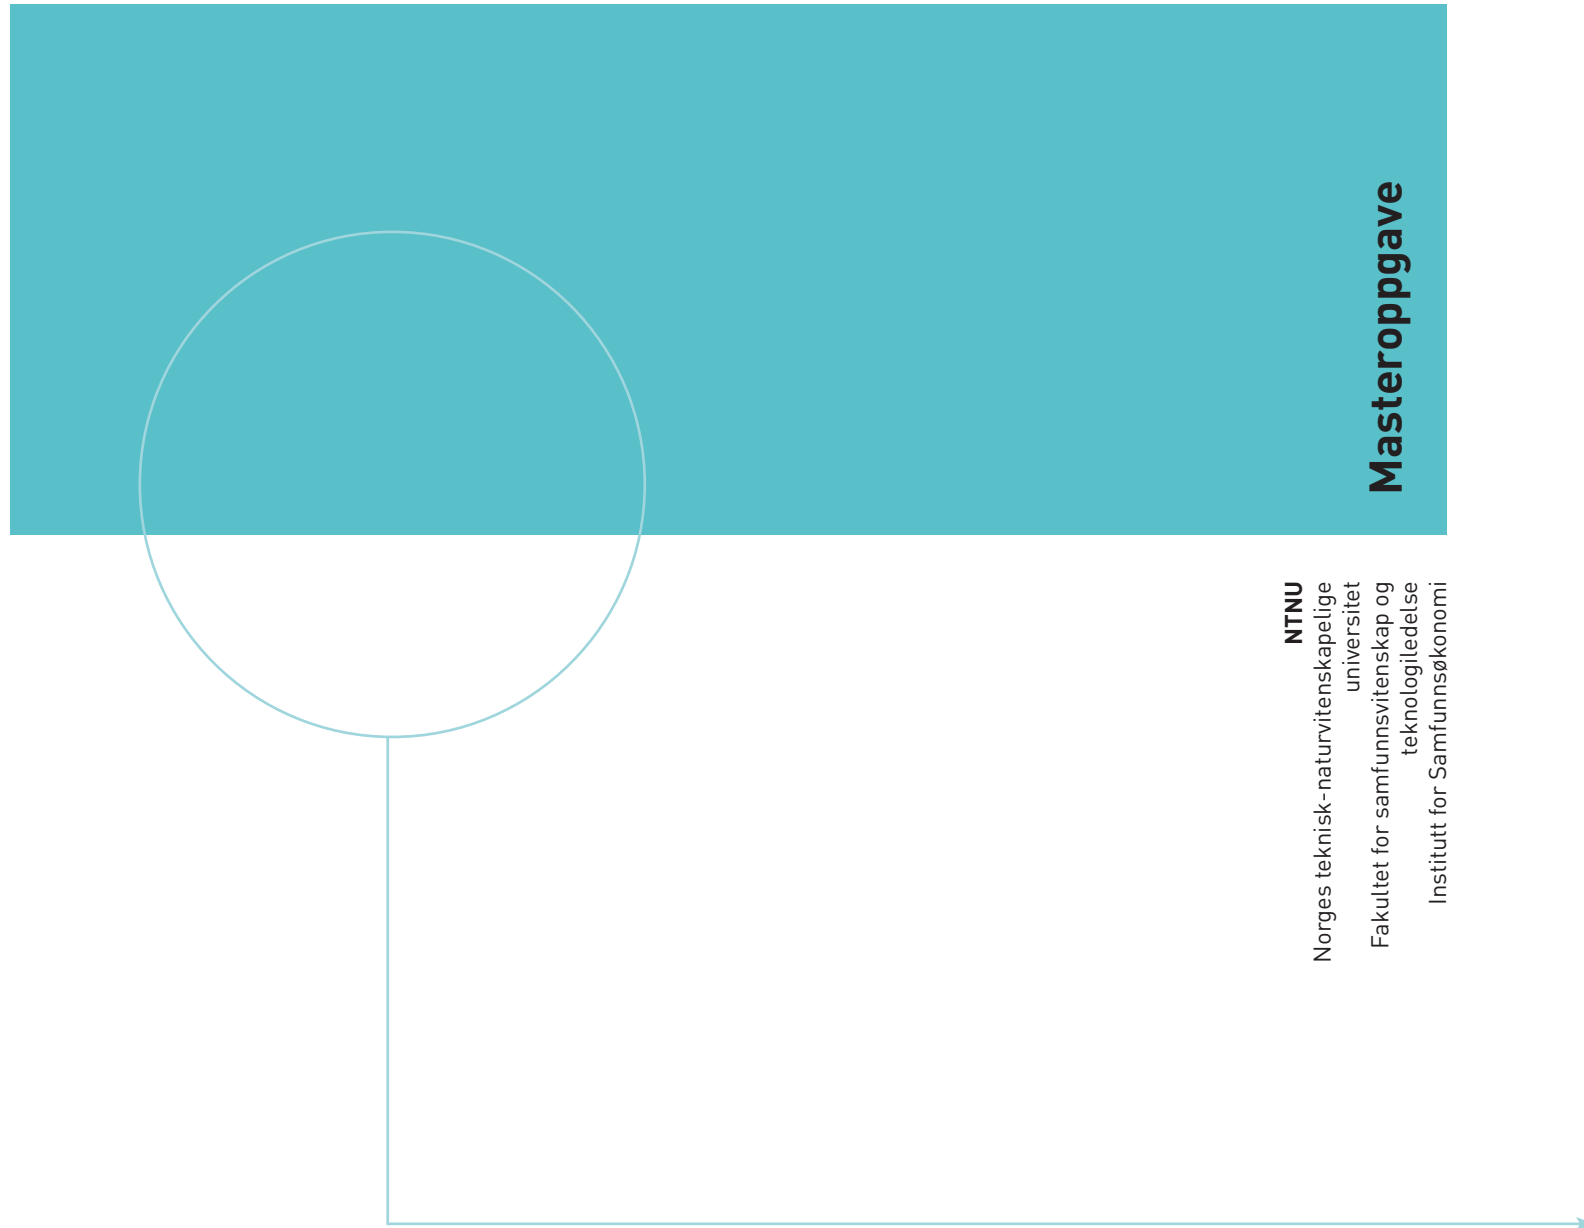 Masteroppgave
NTNU
Norges teknisk-naturvitenskapelige
universitet
Fakultet for samfunnsvitenskap og
teknologiledelse
Institutt for Samfunnsøkonomi